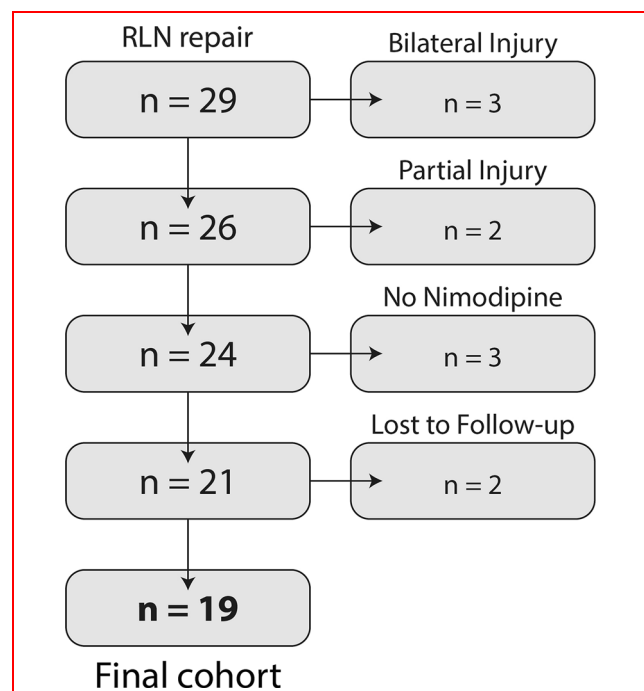 RLN repair
Bilateral Injury
n = 29
n = 3
Partial Injury
n = 26
n = 2
No Nimodipine
n = 24
n = 3
Lost to Follow-up
n = 21
n = 2
n = 19
Final cohort